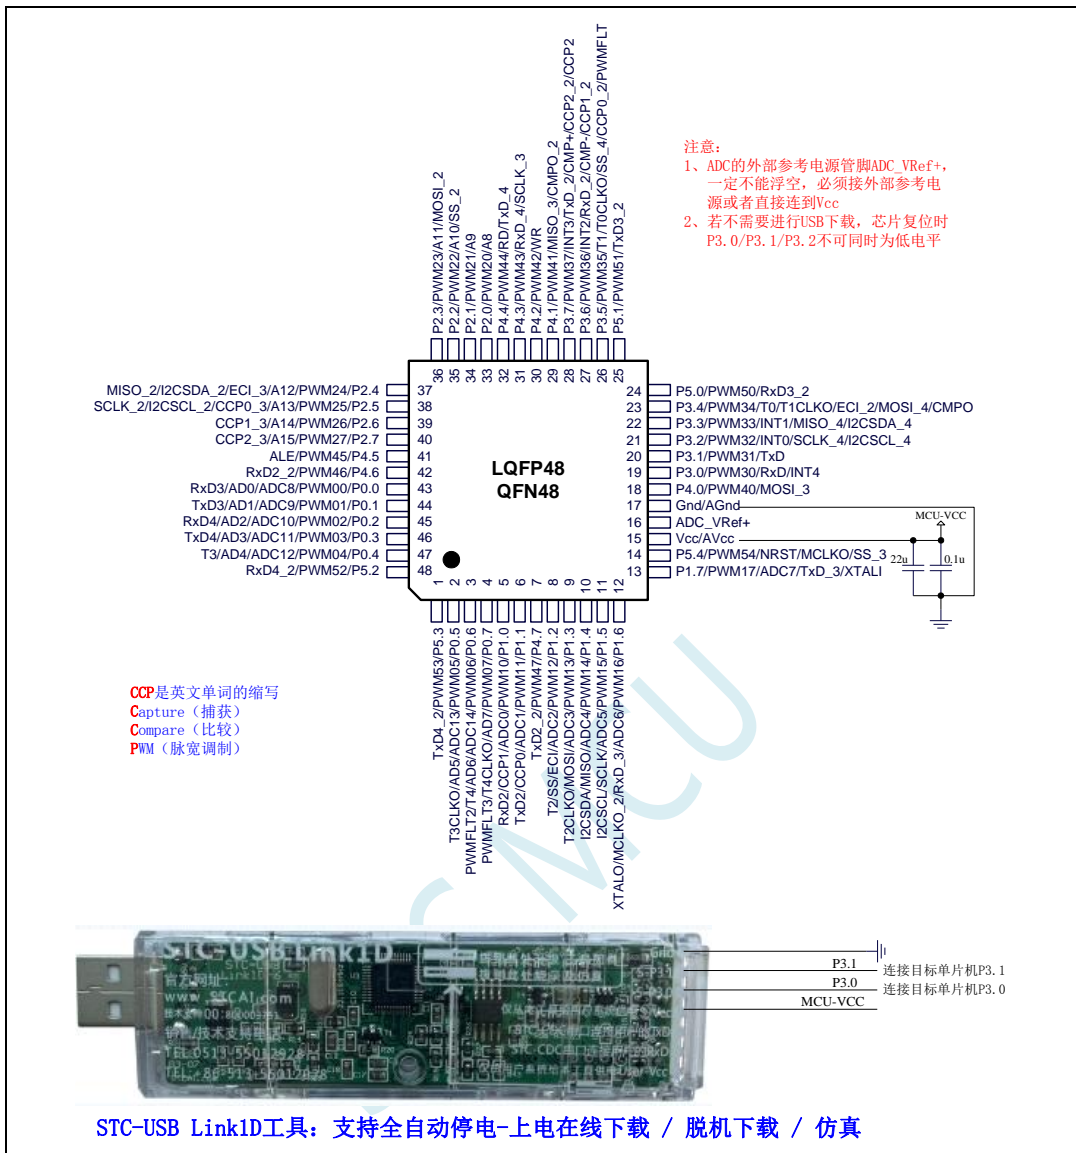 P2.3/PWM23/A11/MOSI_2
P2.2/PWM22/A10/SS_2
P2.1/PWM21/A9
P2.0/PWM20/A8
P4.4/PWM44/RD/TxD_4
P4.3/PWM43/RxD_4/SCLK_3
P4.2/PWM42/WR
P4.1/PWM41/MISO_3/CMPO_2
P3.7/PWM37/INT3/TxD_2/CMP+/CCP2_2/CCP2
P3.6/PWM36/INT2/RxD_2/CMP-/CCP1_2
P3.5/PWM35/T1/T0CLKO/SS_4/CCP0_2/PWMFLT
P5.1/PWM51/TxD3_2
注意:
1、ADC的外部参考电源管脚ADC_VRef+,
一定不能浮空, 必须接外部参考电
源或者直接连到Vcc
2、若不需要进行USB下载, 芯片复位时
P3.0/P3.1/P3.2不可同时为低电平
36 35 34 33 32 31 30 29 28 27 26 25
MISO_2/I2CSDA_2/ECI_3/A12/PWM24/P2.4 37
SCLK_2/I2CSCL_2/CCP0_3/A13/PWM25/P2.5 38
CCP1_3/A14/PWM26/P2.6 39
CCP2_3/A15/PWM27/P2.7 40
ALE/PWM45/P4.5 41
RxD2_2/PWM46/P4.6 42
RxD3/AD0/ADC8/PWM00/P0.0 43
TxD3/AD1/ADC9/PWM01/P0.1 44
RxD4/AD2/ADC10/PWM02/P0.2 45
TxD4/AD3/ADC11/PWM03/P0.3 46
T3/AD4/ADC12/PWM04/P0.4 47
RxD4_2/PWM52/P5.2 48
LQFP48
QFN48
24 P5.0/PWM50/RxD3_2
23 P3.4/PWM34/T0/T1CLKO/ECI_2/MOSI_4/CMPO
22 P3.3/PWM33/INT1/MISO_4/I2CSDA_4
21 P3.2/PWM32/INT0/SCLK_4/I2CSCL_4
20 P3.1/PWM31/TxD
19 P3.0/PWM30/RxD/INT4
18 P4.0/PWM40/MOSI_3
17 Gnd/AGnd
16 ADC_VRef+
15 Vcc/AVcc
14 P5.4/PWM54/NRST/MCLKO/SS_3
13 P1.7/PWM17/ADC7/TxD_3/XTALI
MCU-VCC
22u 0.1u
1 2 3 4 5 6 7 8 9 10 11 12
TxD4_2/PWM53/P5.3
T3CLKO/AD5/ADC13/PWM05/P0.5
PWMFLT2/T4/AD6/ADC14/PWM06/P0.6
PWMFLT3/T4CLKO/AD7/PWM07/P0.7
RxD2/CCP1/ADC0/PWM10/P1.0
TxD2/CCP0/ADC1/PWM11/P1.1
TxD2_2/PWM47/P4.7
T2/SS/ECI/ADC2/PWM12/P1.2
T2CLKO/MOSI/ADC3/PWM13/P1.3
I2CSDA/MISO/ADC4/PWM14/P1.4
I2CSCL/SCLK/ADC5/PWM15/P1.5
XTALO/MCLKO_2/RxD_3/ADC6/PWM16/P1.6
CCP是英文单词的缩写
Capture（捕获）
Compare（比较）
PWM（脉宽调制）
MCU
STC-USB Link1D
官方网址:
www.STCAI.com
TEL:0513-55012928
P3.1 连接目标单片机P3.1
P3.0 连接目标单片机P3.0
MCU-VCC
STC-USB Link1D工具: 支持全自动停电-上电在线下载 / 脱机下载 / 仿真